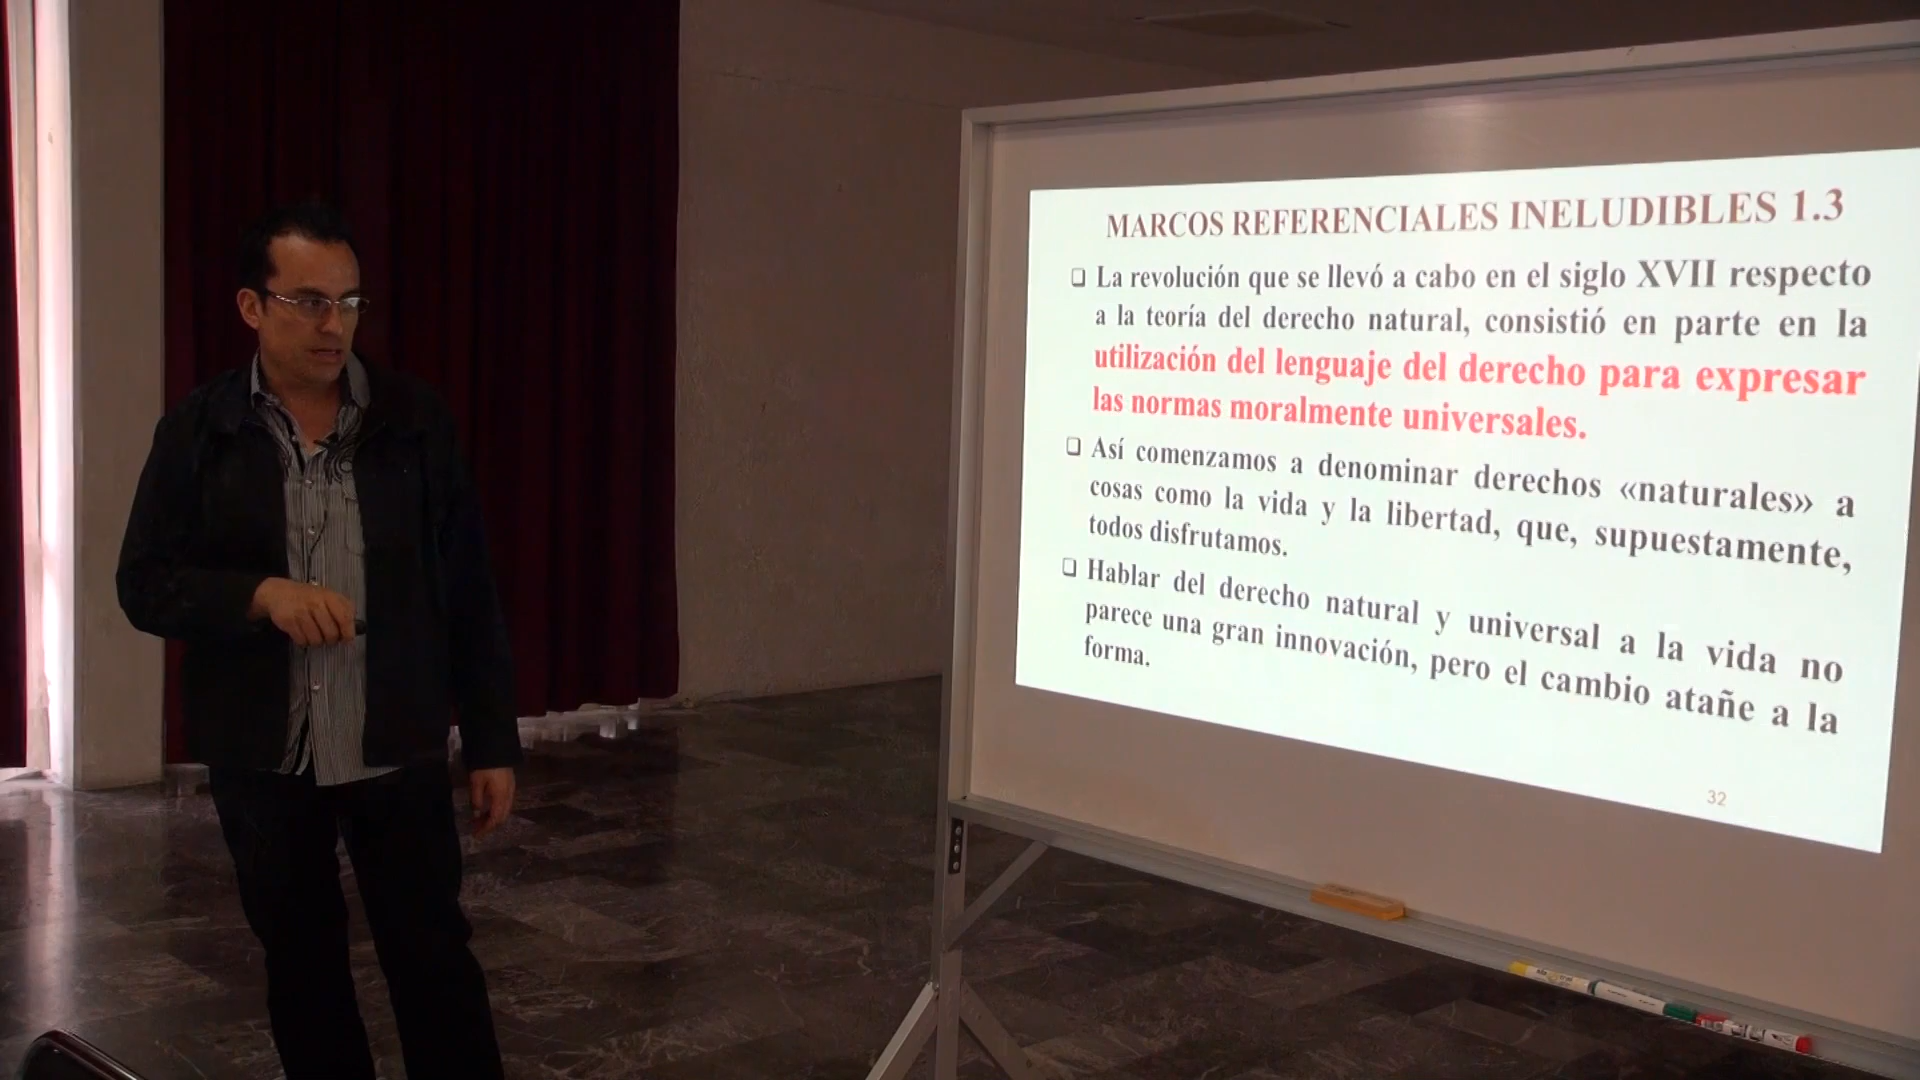 MARCOS REFERENCIALES INELUDIBLES 1.3
❑ La revolución que se llevó a cabo en el siglo XVII respecto
a la teoría del derecho natural, consistió en parte en la
utilización del lenguaje del derecho para expresar
las normas moralmente universales.
❑ Así comenzamos a denominar derechos «naturales» a
cosas como la vida y la libertad, que, supuestamente,
todos disfrutamos.
❑ Hablar del derecho natural y universal a la vida no
parece una gran innovación, pero el cambio atañe a la
forma.
32